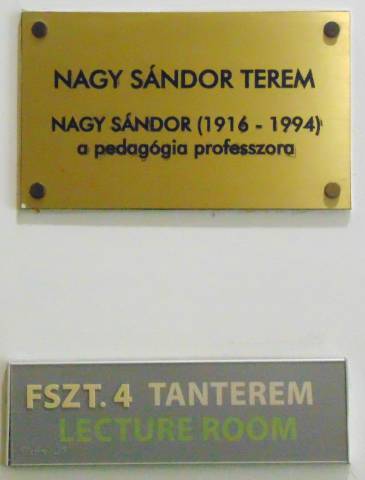 NAGY SÁNDOR TEREM
NAGY SÁNDOR (1916 - 1994)
a pedagógia professzora
FSZT. 4 TANTEREM
LECTURE ROOM